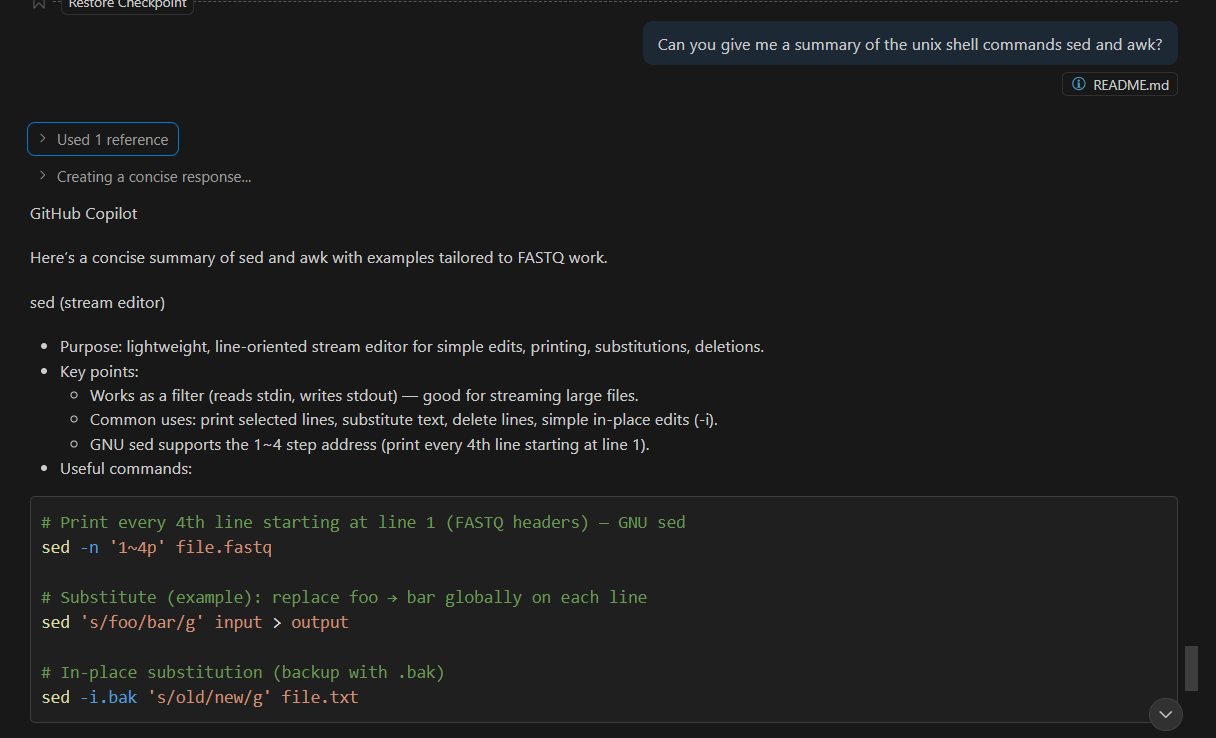 Restore Checkpoint
Can you give me a summary of the unix shell commands sed and awk?
README.md
Used 1 reference
Creating a concise response...
GitHub Copilot
Here's a concise summary of sed and awk with examples tailored to FASTQ work.
sed (stream editor)
Purpose: lightweight, line-oriented stream editor for simple edits, printing, substitutions, deletions.
Key points:
Works as a filter (reads stdin, writes stdout) — good for streaming large files.
Common uses: print selected lines, substitute text, delete lines, simple in-place edits (-i).
GNU sed supports the 1~4 step address (print every 4th line starting at line 1).
Useful commands:
# Print every 4th line starting at line 1 (FASTQ headers) — GNU sed
sed -n '1~4p' file.fastq
# Substitute (example): replace foo → bar globally on each line
sed 's/foo/bar/g' input > output
# In-place substitution (backup with .bak)
sed -i.bak 's/old/new/g' file.txt